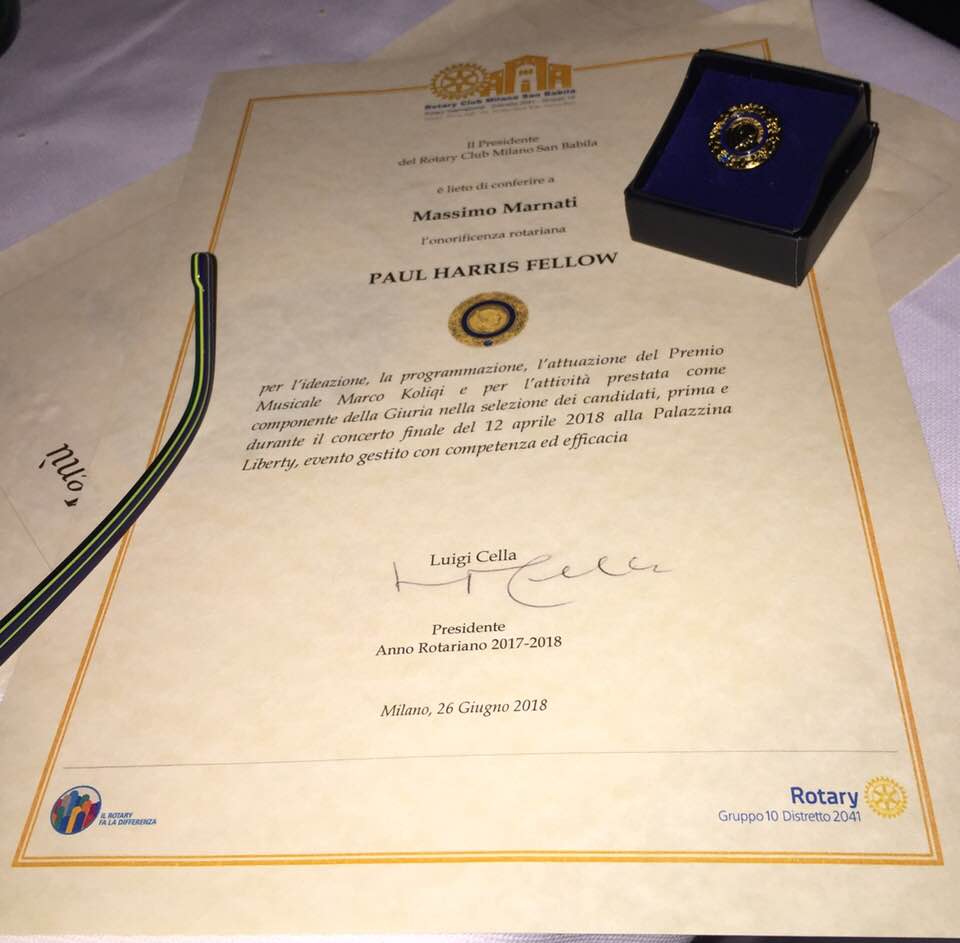 Rotary Club Milano San Babila
Il Presidente
del Rotary Club Milano San Babila
è lieto di conferire a
Massimo Marnati
l'onorificenza rotariana
PAUL HARRIS FELLOW
per l'ideazione, la programmazione, l'attuazione del Premio
Musicale Marco Koliqi e per l'attività prestata come
componente della Giuria nella selezione dei candidati, prima e
durante il concerto finale del 12 aprile 2018 alla Palazzina
Liberty, evento gestito con competenza ed efficacia
Luigi Cella
Presidente
Anno Rotariano 2017-2018
Milano, 26 Giugno 2018
IL ROTARY
FA LA DIFFERENZA
Rotary
Gruppo 10 Distretto 2041